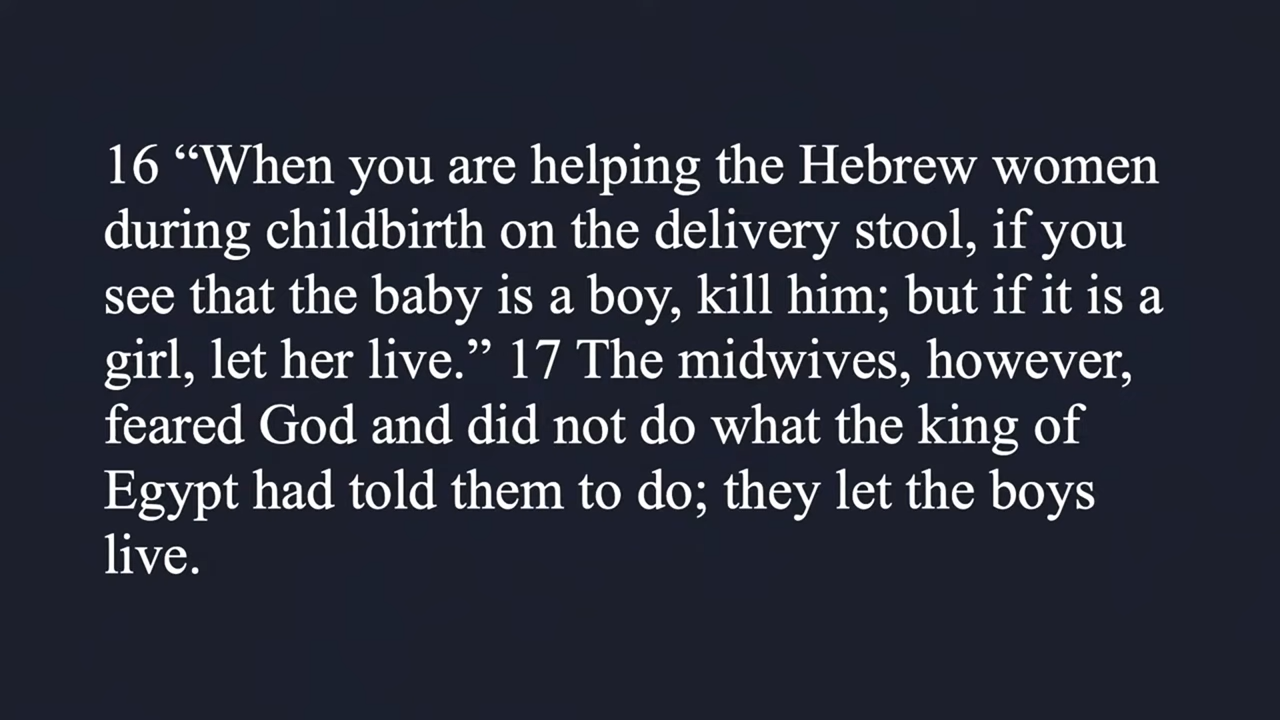 16 “When you are helping the Hebrew women
during childbirth on the delivery stool, if you
see that the baby is a boy, kill him; but if it is a
girl, let her live.” 17 The midwives, however,
feared God and did not do what the king of
Egypt had told them to do; they let the boys
live.